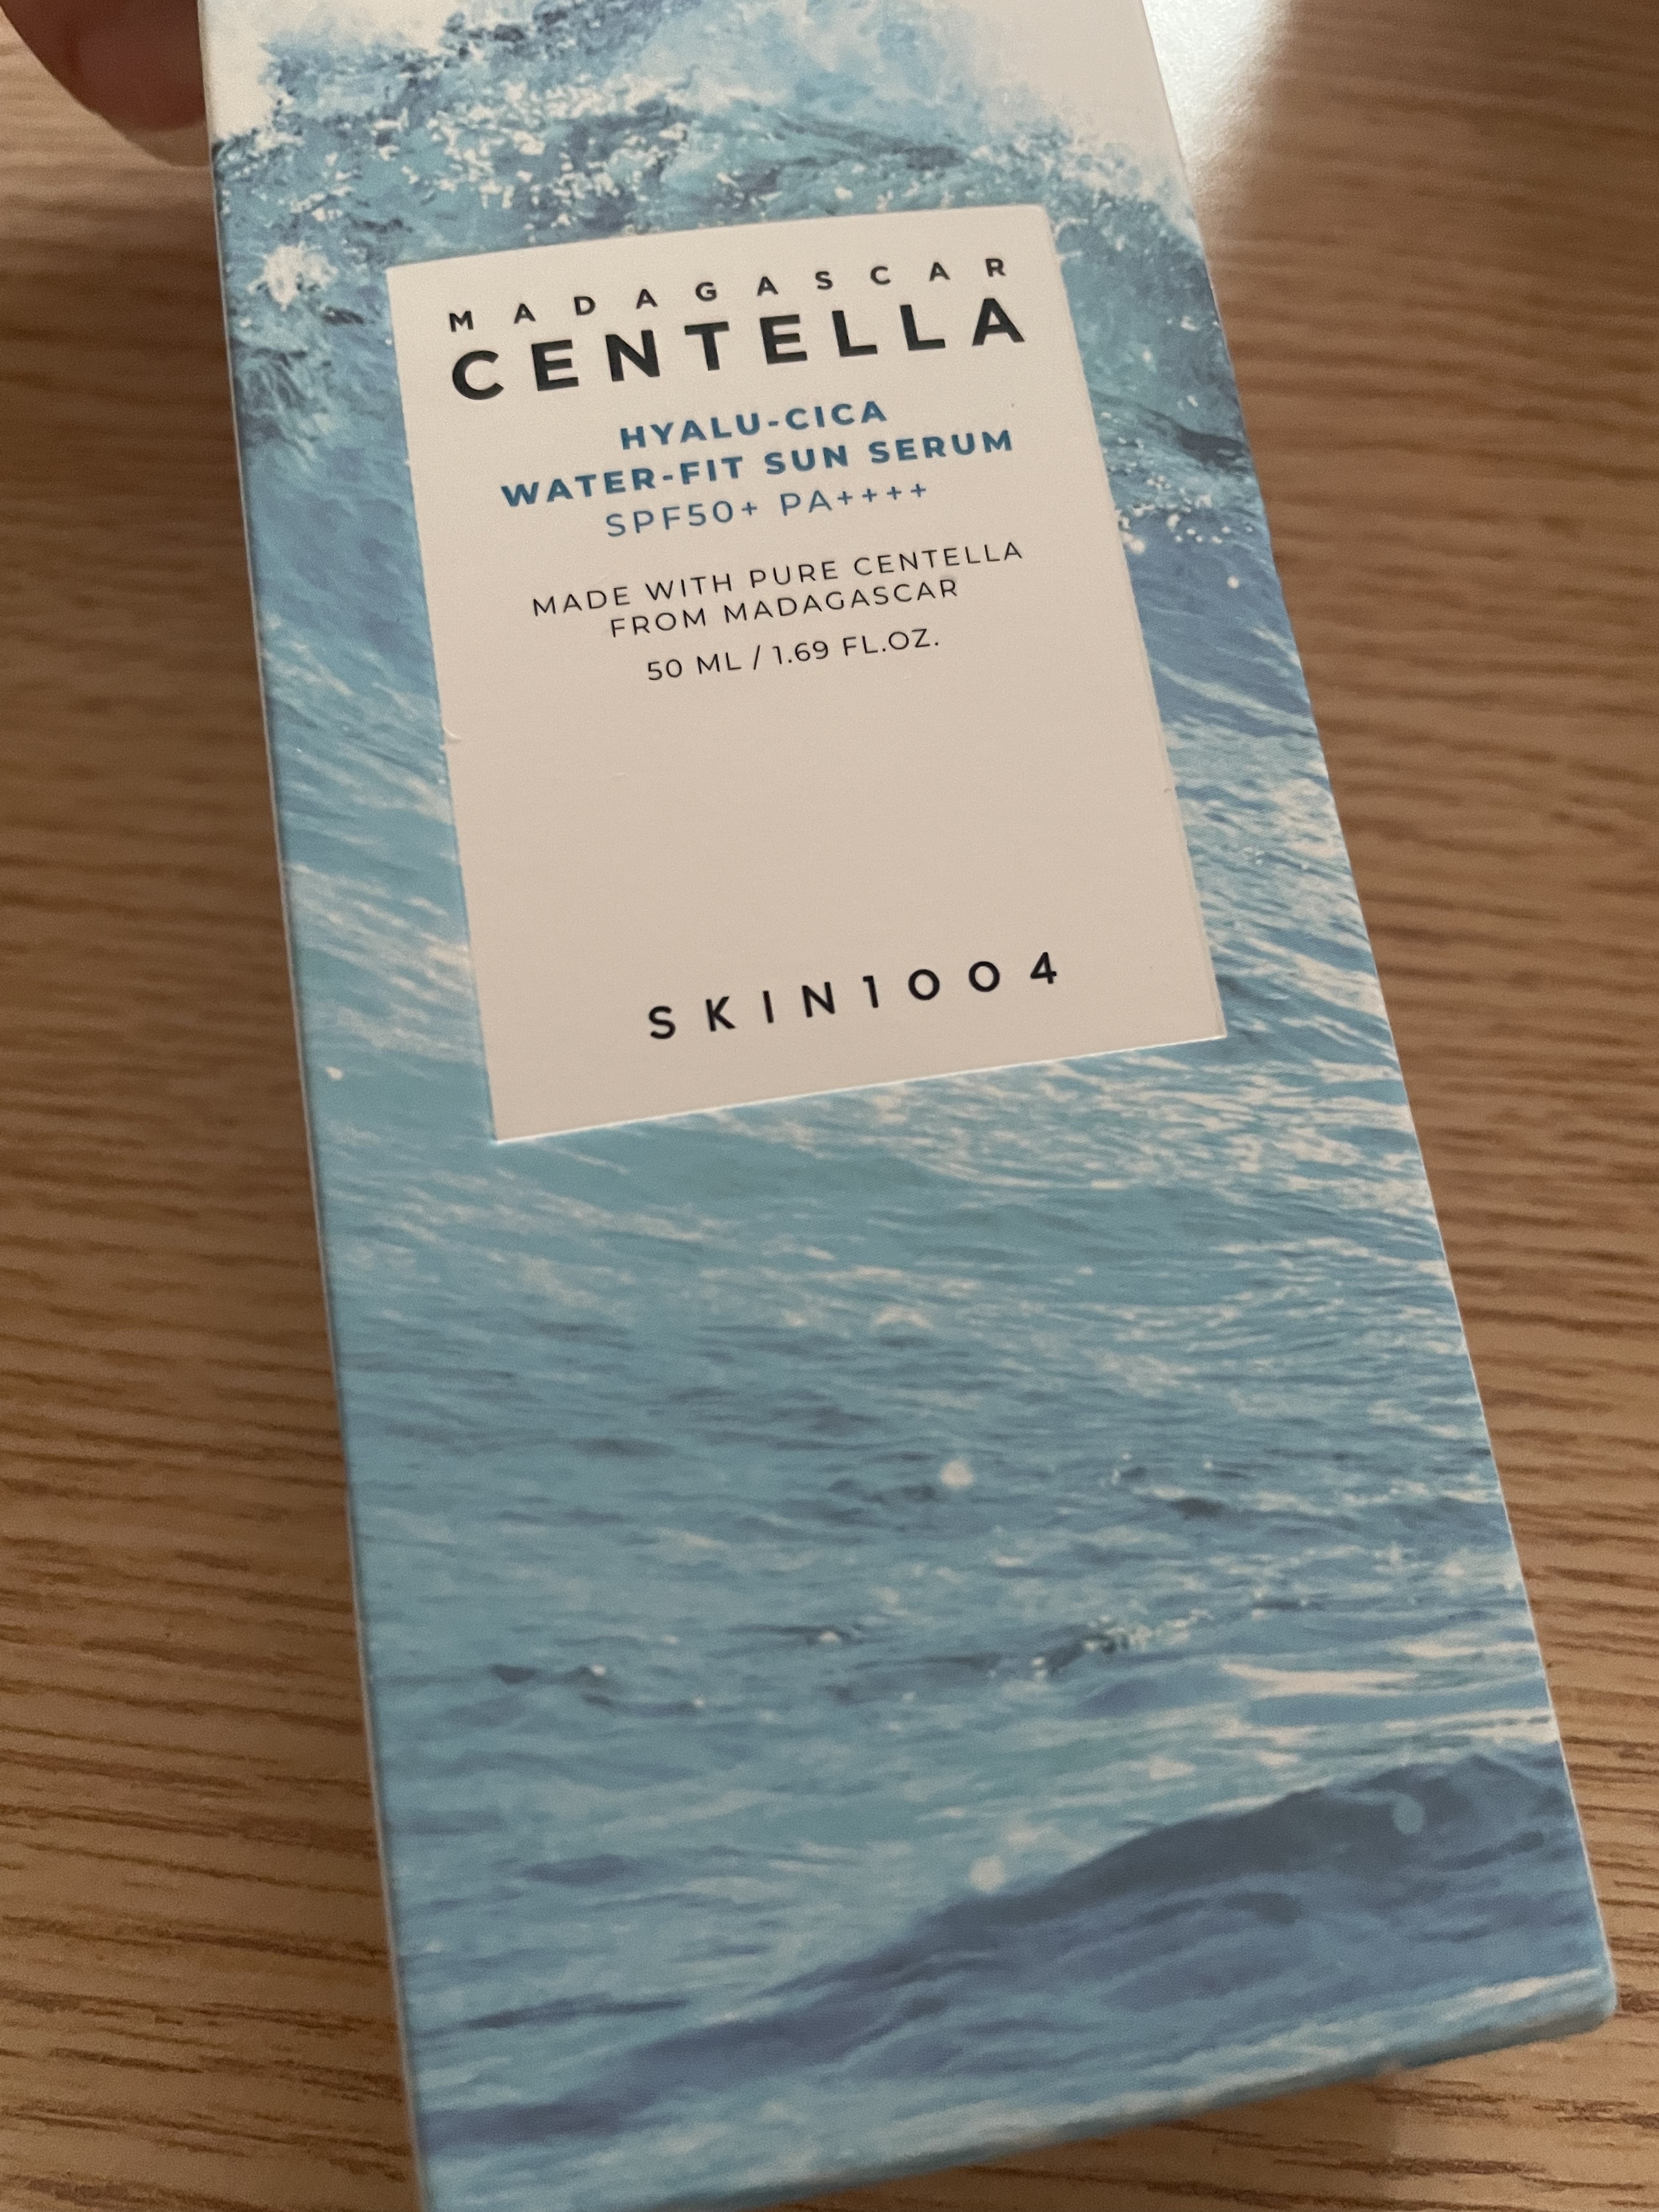 MADAGASCAR
CENTELLA
HYALU-CICA
WATER-FIT SUN SERUM
SPF50+ PA++++
MADE WITH PURE CENTELLA
FROM MADAGASCAR
50 ML / 1.69 FL.OZ.
SKIN1004